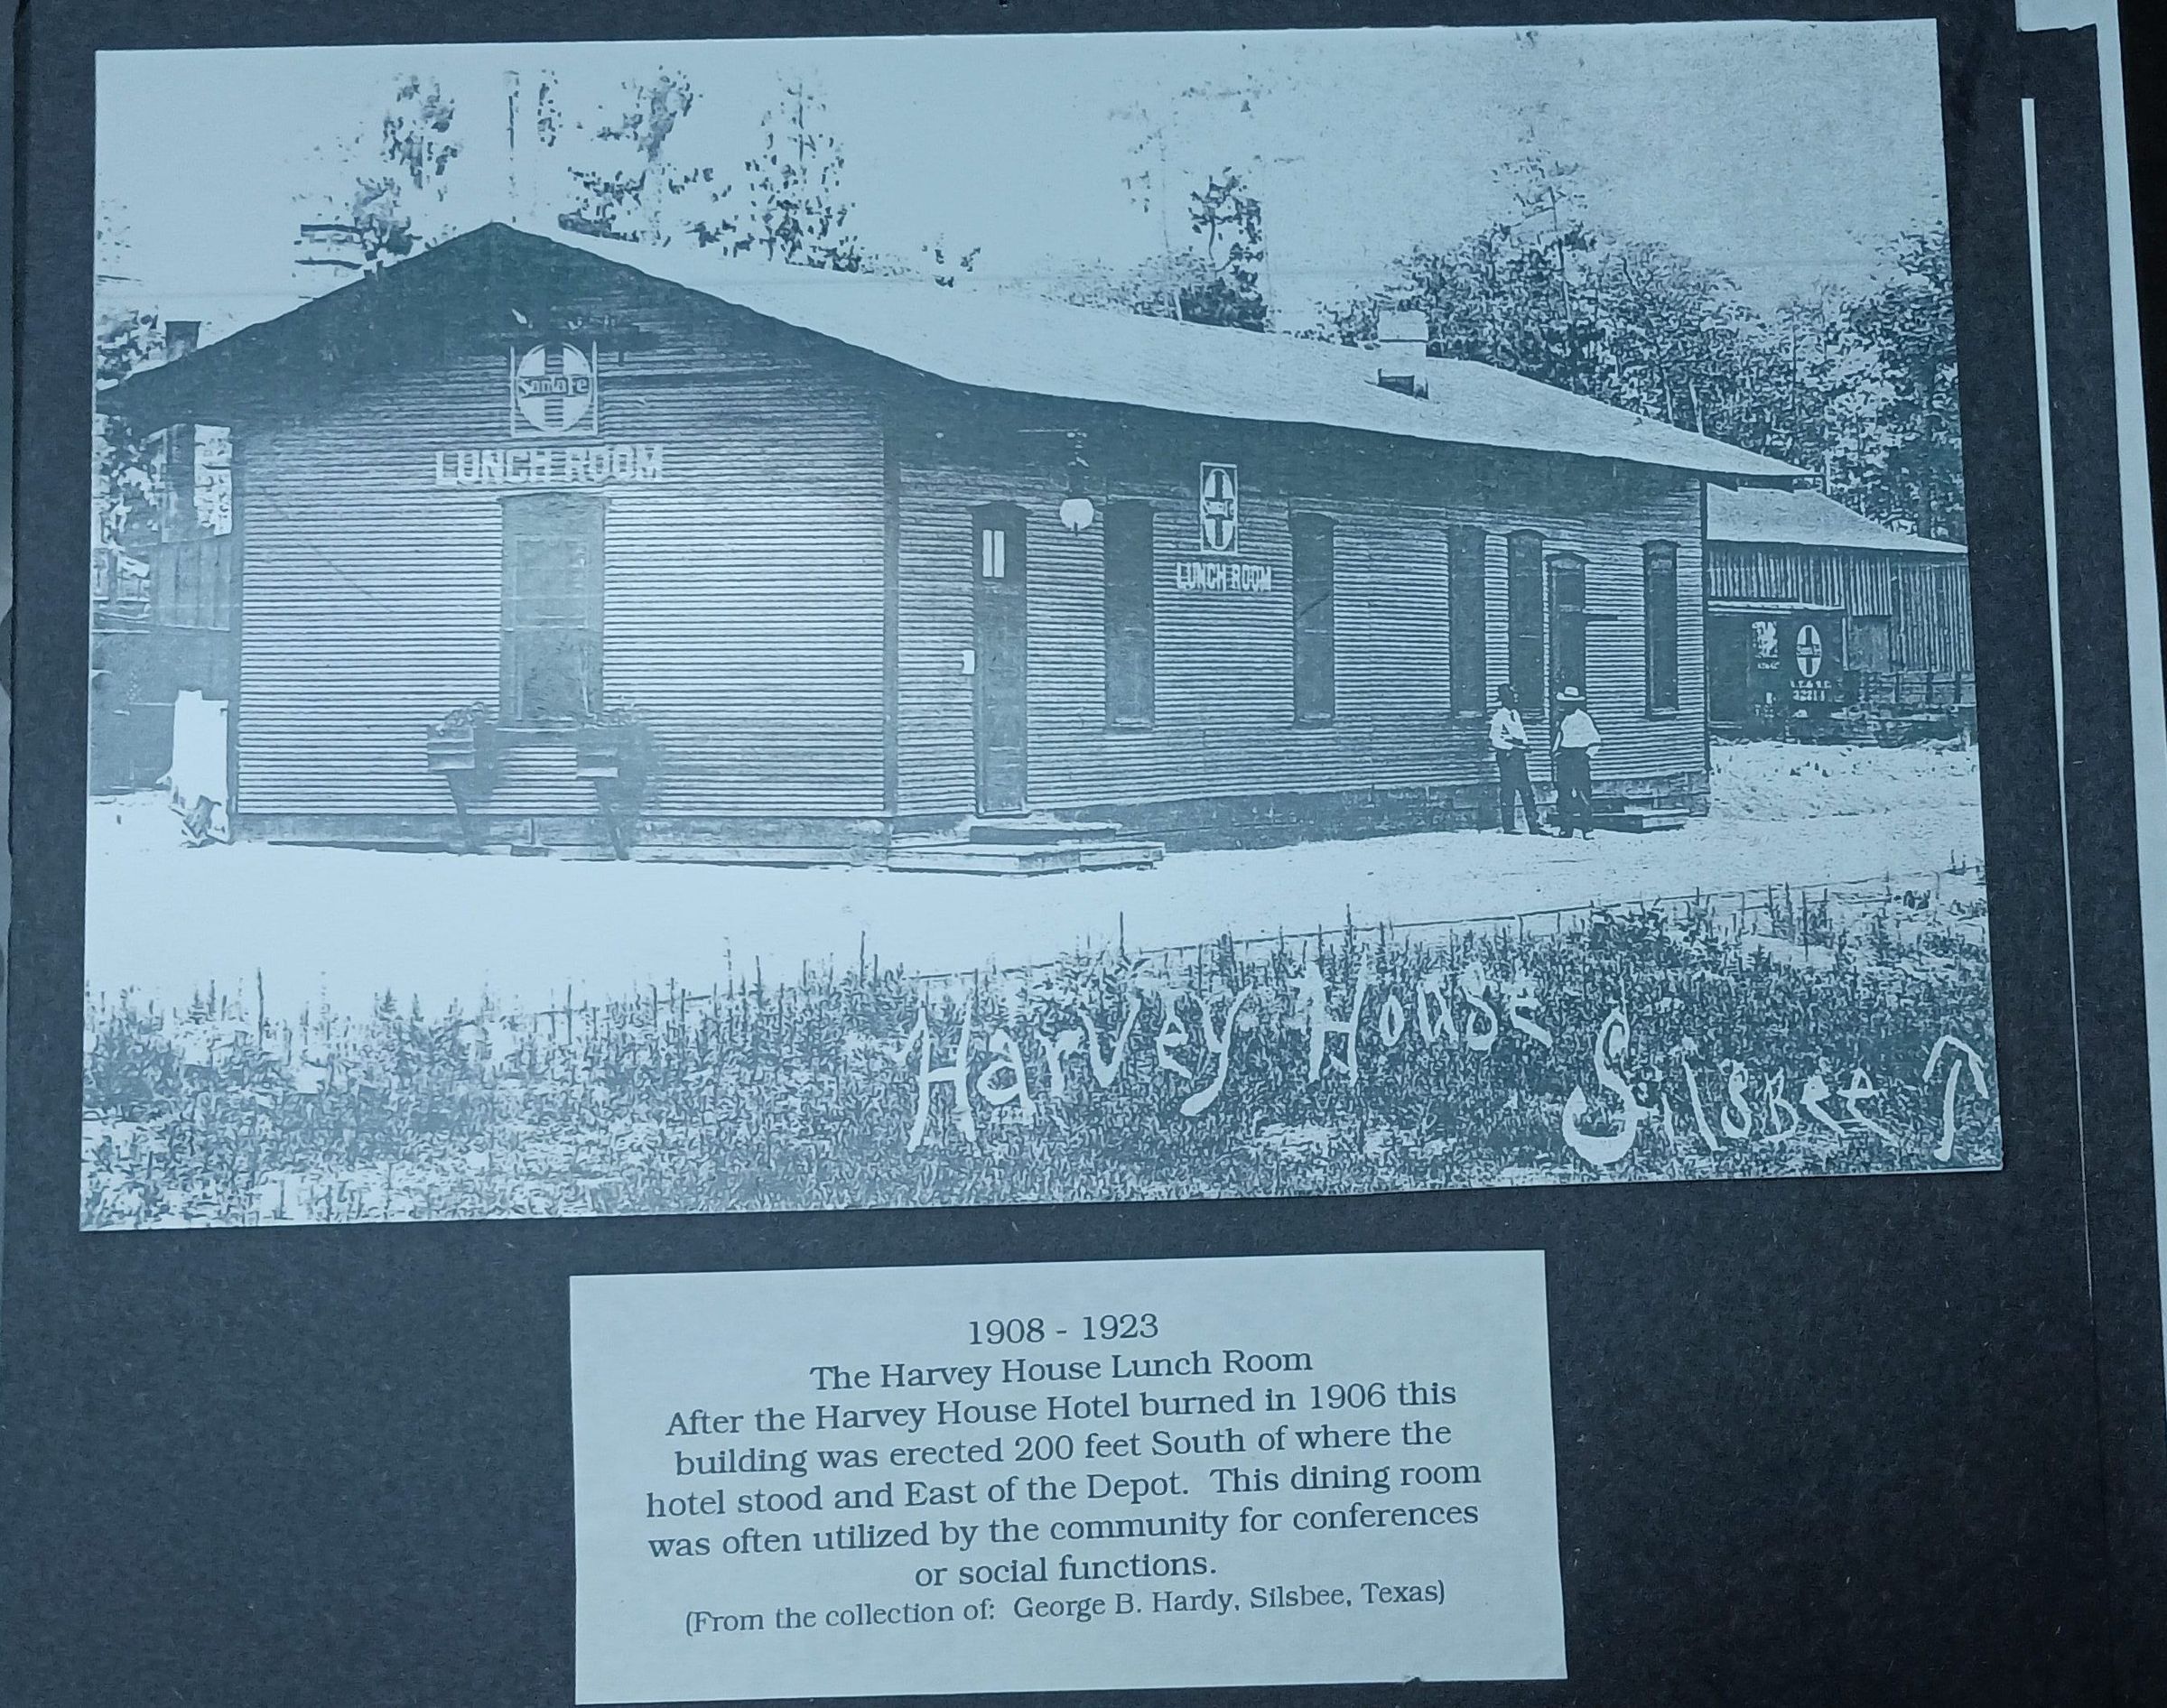 Santa Fe
LUNCH ROOM
Santa Fe
LUNCH ROOM
Santa Fe
Harvey House
Silsbee T
1908 - 1923
The Harvey House Lunch Room
After the Harvey House Hotel burned in 1906 this
building was erected 200 feet South of where the
hotel stood and East of the Depot. This dining room
was often utilized by the community for conferences
or social functions.
(From the collection of: George B. Hardy, Silsbee, Texas)